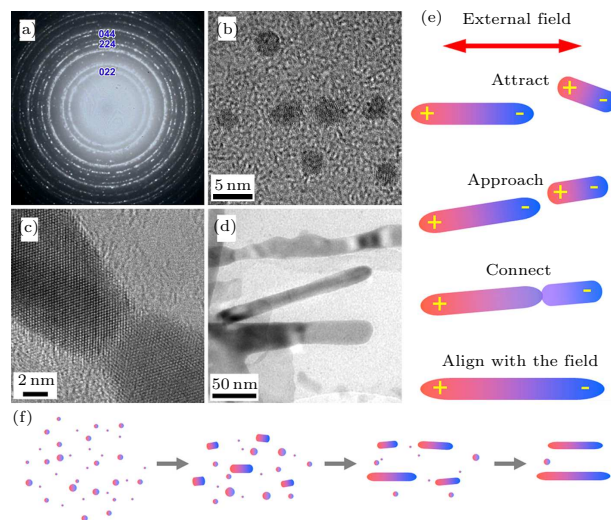 a)
044
224
022
(b)
5 nm
c)
2 nm
(d)
50 nm
(e)
External field
Attract
+
-
+
-
Approach
+
-
+
-
Connect
+
-
Align with the field
+
-
(f)